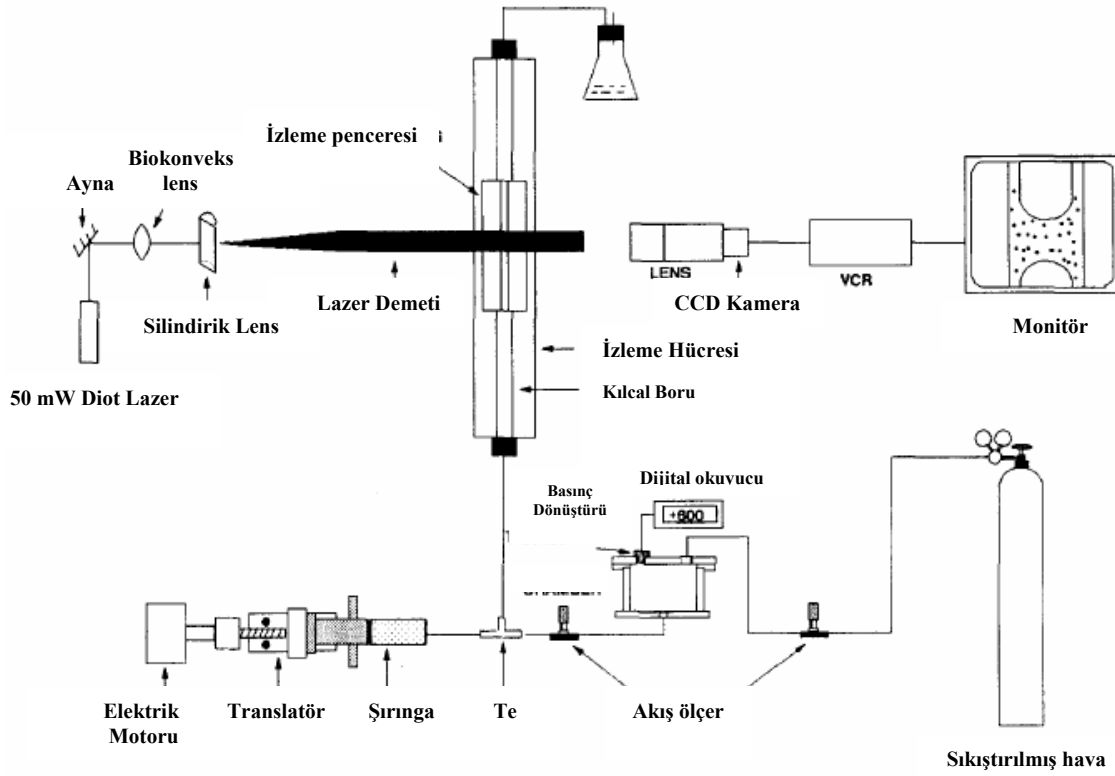 İzleme penceresi
Biokonveks
lens
Ayna
Lazer Demeti
Silindirik Lens
50 mW Diot Lazer
LENS
CCD Kamera
VCR
Monitör
İzleme Hücresi
Kılcal Boru
Basınç
Dönüştürü
Dijital okuyucu
+600
Elektrik
Motoru
Translatör
Şırınga
Te
Akış ölçer
Sıkıştırılmış hava